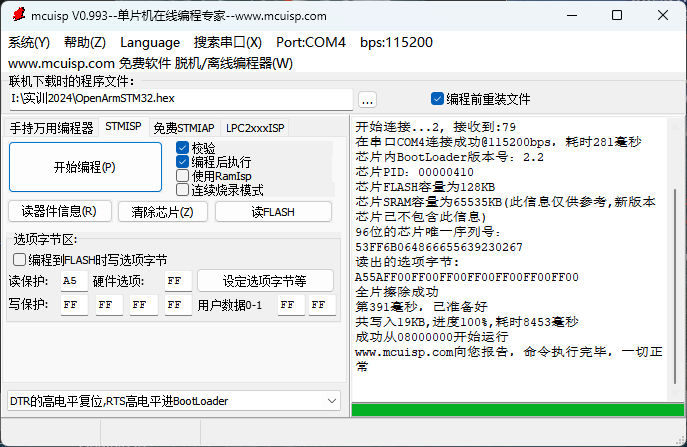 mcuisp V0.993--单片机在线编程专家--www.mcuisp.com
系统(Y) 帮助(Z) Language 搜索串口(X) Port:COM4 bps:115200
www.mcuisp.com 免费软件 脱机/离线编程器(W)
联机下载时的程序文件:
I:\实训2024\OpenArmSTM32.hex
...
编程前重装文件
手持万用编程器 STMISP 免费STMIAP LPC2xxxISP
开始编程(P)
校验
编程后执行
使用RamIsp
连续烧录模式
读器件信息(R) 清除芯片(Z) 读FLASH
选项字节区:
编程到FLASH时写选项字节
读保护: A5 硬件选项: FF 设定选项字节等
写保护: FF FF FF FF 用户数据0-1 FF FF
DTR的高电平复位,RTS高电平进BootLoader
开始连接...2, 接收到:79
在串口COM4连接成功@115200bps, 耗时281毫秒
芯片内BootLoader版本号: 2.2
芯片PID: 00000410
芯片FLASH容量为128KB
芯片SRAM容量为65535KB(此信息仅供参考,新版本
芯片已不包含此信息)
96位的芯片唯一序列号:
53FF6B064866655639230267
读出的选项字节:
A55AFF00FF00FF00FF00FF00FF00FF00
全片擦除成功
第391毫秒, 已准备好
共写入19KB,进度100%,耗时8453毫秒
成功从08000000开始运行
www.mcuisp.com向您报告, 命令执行完毕, 一切正
常